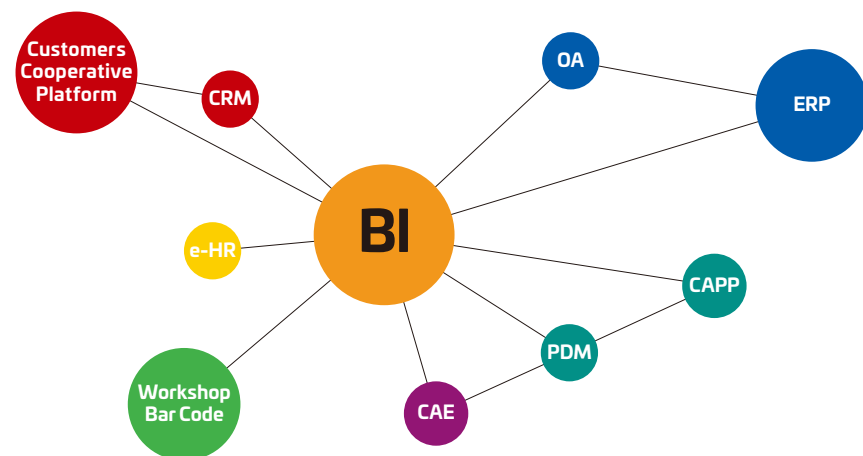 Customers
Cooperative
Platform
CRM
OA
ERP
BI
e-HR
CAPP
PDM
Workshop
Bar Code
CAE